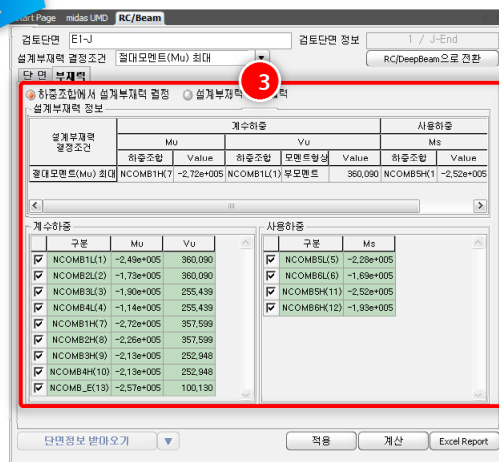 Start Page midas UMD RC/Beam
검토단면 E1-J 검토단면 정보 1 / J-End
설계부재력 결정조건 절대모멘트(Mu) 최대 RC/DeepBeam으로 전환
단 면 부재력
3
하중조합에서 설계부재력 결정 설계부재력
설계부재력 정보
설계부재력 결정조건 계수하중 사용하중
Mu Vu Ms
하중조합 Value 하중조합 모멘트형상 Value 하중조합 Value
절대모멘트(Mu) 최대 NCOMB1H(7 -2,72e+005 NCOMB1L(1) 부모멘트 360,090 NCOMB5H(1 -2,52e+005
계수하중 사용하중
구분 Mu Vu 구분 Ms
NCOMB1L(1) -2,49e+005 360,090 NCOMB5L(5) -2,28e+005
NCOMB2L(2) -1,73e+005 360,090 NCOMB6L(6) -1,69e+005
NCOMB3L(3) -1,90e+005 255,439 NCOMB5H(11) -2,52e+005
NCOMB4L(4) -1,14e+005 255,439 NCOMB6H(12) -1,93e+005
NCOMB1H(7) -2,72e+005 357,599
NCOMB2H(8) -2,26e+005 357,599
NCOMB3H(9) -2,13e+005 252,948
NCOMB4H(10) -2,13e+005 252,948
NCOMB_E(13) -2,57e+005 100,130
단면정보 받아오기 적용 계산 Excel Report